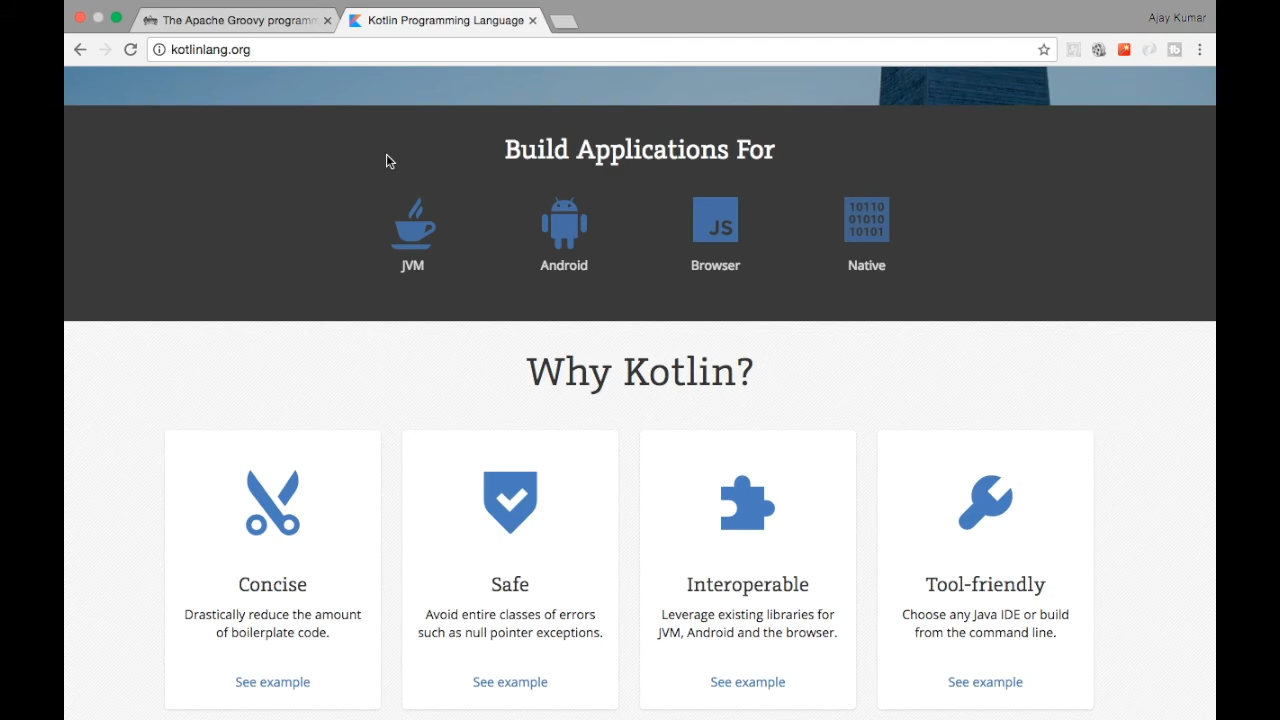 The Apache Groovy programm
Kotlin Programming Language
Ajay Kumar
kotlinlang.org
Build Applications For
JS
10110
01010
10101
JVM
Android
Browser
Native
Why Kotlin?
Concise
Drastically reduce the amount
of boilerplate code.
See example
Safe
Avoid entire classes of errors
such as null pointer exceptions.
See example
Interoperable
Leverage existing libraries for
JVM, Android and the browser.
See example
Tool-friendly
Choose any Java IDE or build
from the command line.
See example